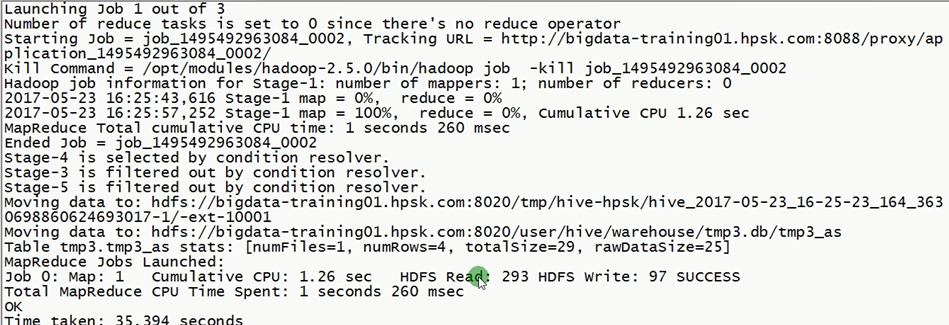 Launching Job 1 out of 3
Number of reduce tasks is set to 0 since there's no reduce operator
Starting Job = job_1495492963084_0002, Tracking URL = http://bigdata-training01.hpsk.com:8088/proxy/ap
plication_1495492963084_0002/
Kill Command = /opt/modules/hadoop-2.5.0/bin/hadoop job  -kill job_1495492963084_0002
Hadoop job information for Stage-1: number of mappers: 1; number of reducers: 0
2017-05-23 16:25:43,616 Stage-1 map = 0%,  reduce = 0%
2017-05-23 16:25:57,252 Stage-1 map = 100%,  reduce = 0%, Cumulative CPU 1.26 sec
MapReduce Total cumulative CPU time: 1 seconds 260 msec
Ended Job = job_1495492963084_0002
Stage-4 is selected by condition resolver.
Stage-3 is filtered out by condition resolver.
Stage-5 is filtered out by condition resolver.
Moving data to: hdfs://bigdata-training01.hpsk.com:8020/tmp/hive-hpsk/hive_2017-05-23_16-25-23_164_363
0698860624693017-1/-ext-10001
Moving data to: hdfs://bigdata-training01.hpsk.com:8020/user/hive/warehouse/tmp3.db/tmp3_as
Table tmp3.tmp3_as stats: [numFiles=1, numRows=4, totalSize=29, rawDataSize=25]
MapReduce Jobs Launched:
Job 0: Map: 1   Cumulative CPU: 1.26 sec   HDFS Read: 293 HDFS Write: 97 SUCCESS
Total MapReduce CPU Time Spent: 1 seconds 260 msec
OK
Time taken: 35.394 seconds